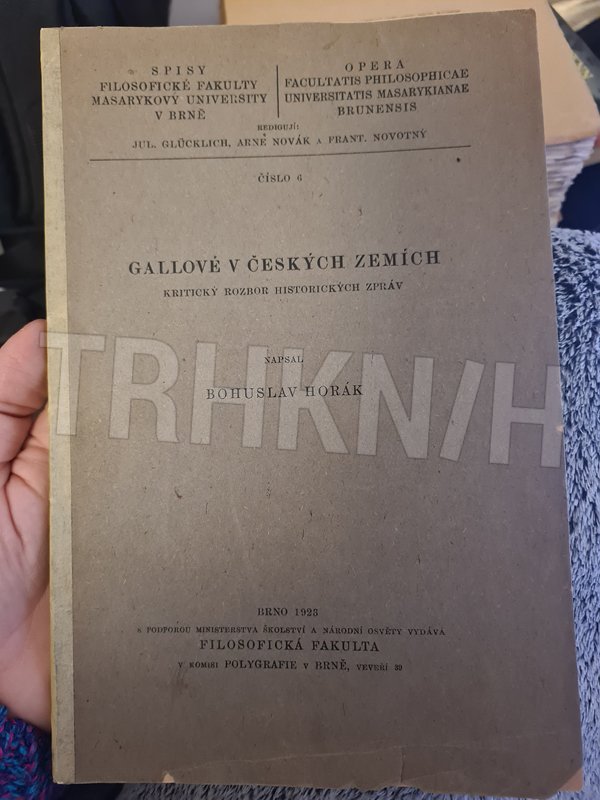 SPISY
FILOSOFICKÉ FAKULTY
MASARYKOVY UNIVERSITY
V BRNĚ
OPERA
FACULTATIS PHILOSOPHICAE
UNIVERSITATIS MASARYKIANAE
BRUNENSIS
REDIGUJÍ:
JUL. GLÜCKLICH, ARNE NOVÁK A FRANT. NOVOTNÝ
ČÍSLO 6
GALLOVÉ V ČESKÝCH ZEMÍCH
KRITICKÝ ROZBOR HISTORICKÝCH ZPRÁV
NAPSAL
BOHUSLAV HORÁK
TRHKN/H
BRNO 1923
S PODPOROU MINISTERSTVA ŠKOLSTVÍ A NÁRODNÍ OSVĚTY VYDÁVÁ
FILOSOFICKÁ FAKULTA
V KOMISI POLYGRAFIE V BRNĚ, VEVEŘÍ 39